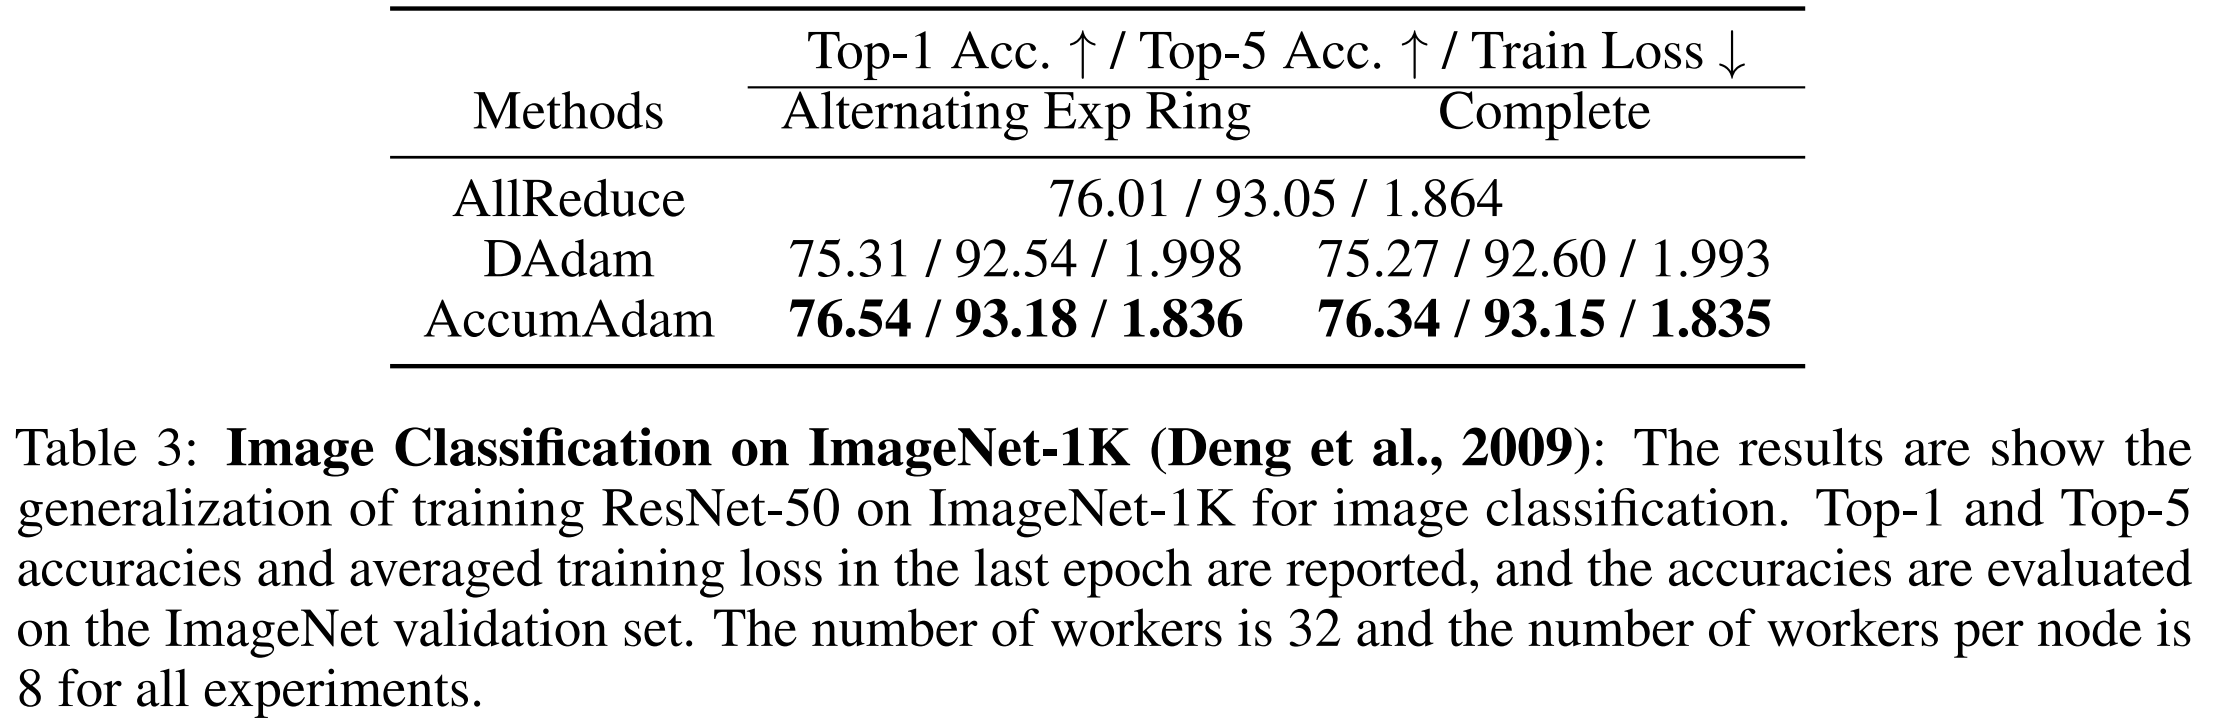 Top-1 Acc. ↑ / Top-5 Acc. ↑ / Train Loss ↓
Methods Alternating Exp Ring Complete
AllReduce 76.01 / 93.05 / 1.864
DAdam 75.31 / 92.54 / 1.998 75.27 / 92.60 / 1.993
AccumAdam 76.54 / 93.18 / 1.836 76.34 / 93.15 / 1.835
Table 3: Image Classification on ImageNet-1K (Deng et al., 2009): The results are show the
generalization of training ResNet-50 on ImageNet-1K for image classification. Top-1 and Top-5
accuracies and averaged training loss in the last epoch are reported, and the accuracies are evaluated
on the ImageNet validation set. The number of workers is 32 and the number of workers per node is
8 for all experiments.